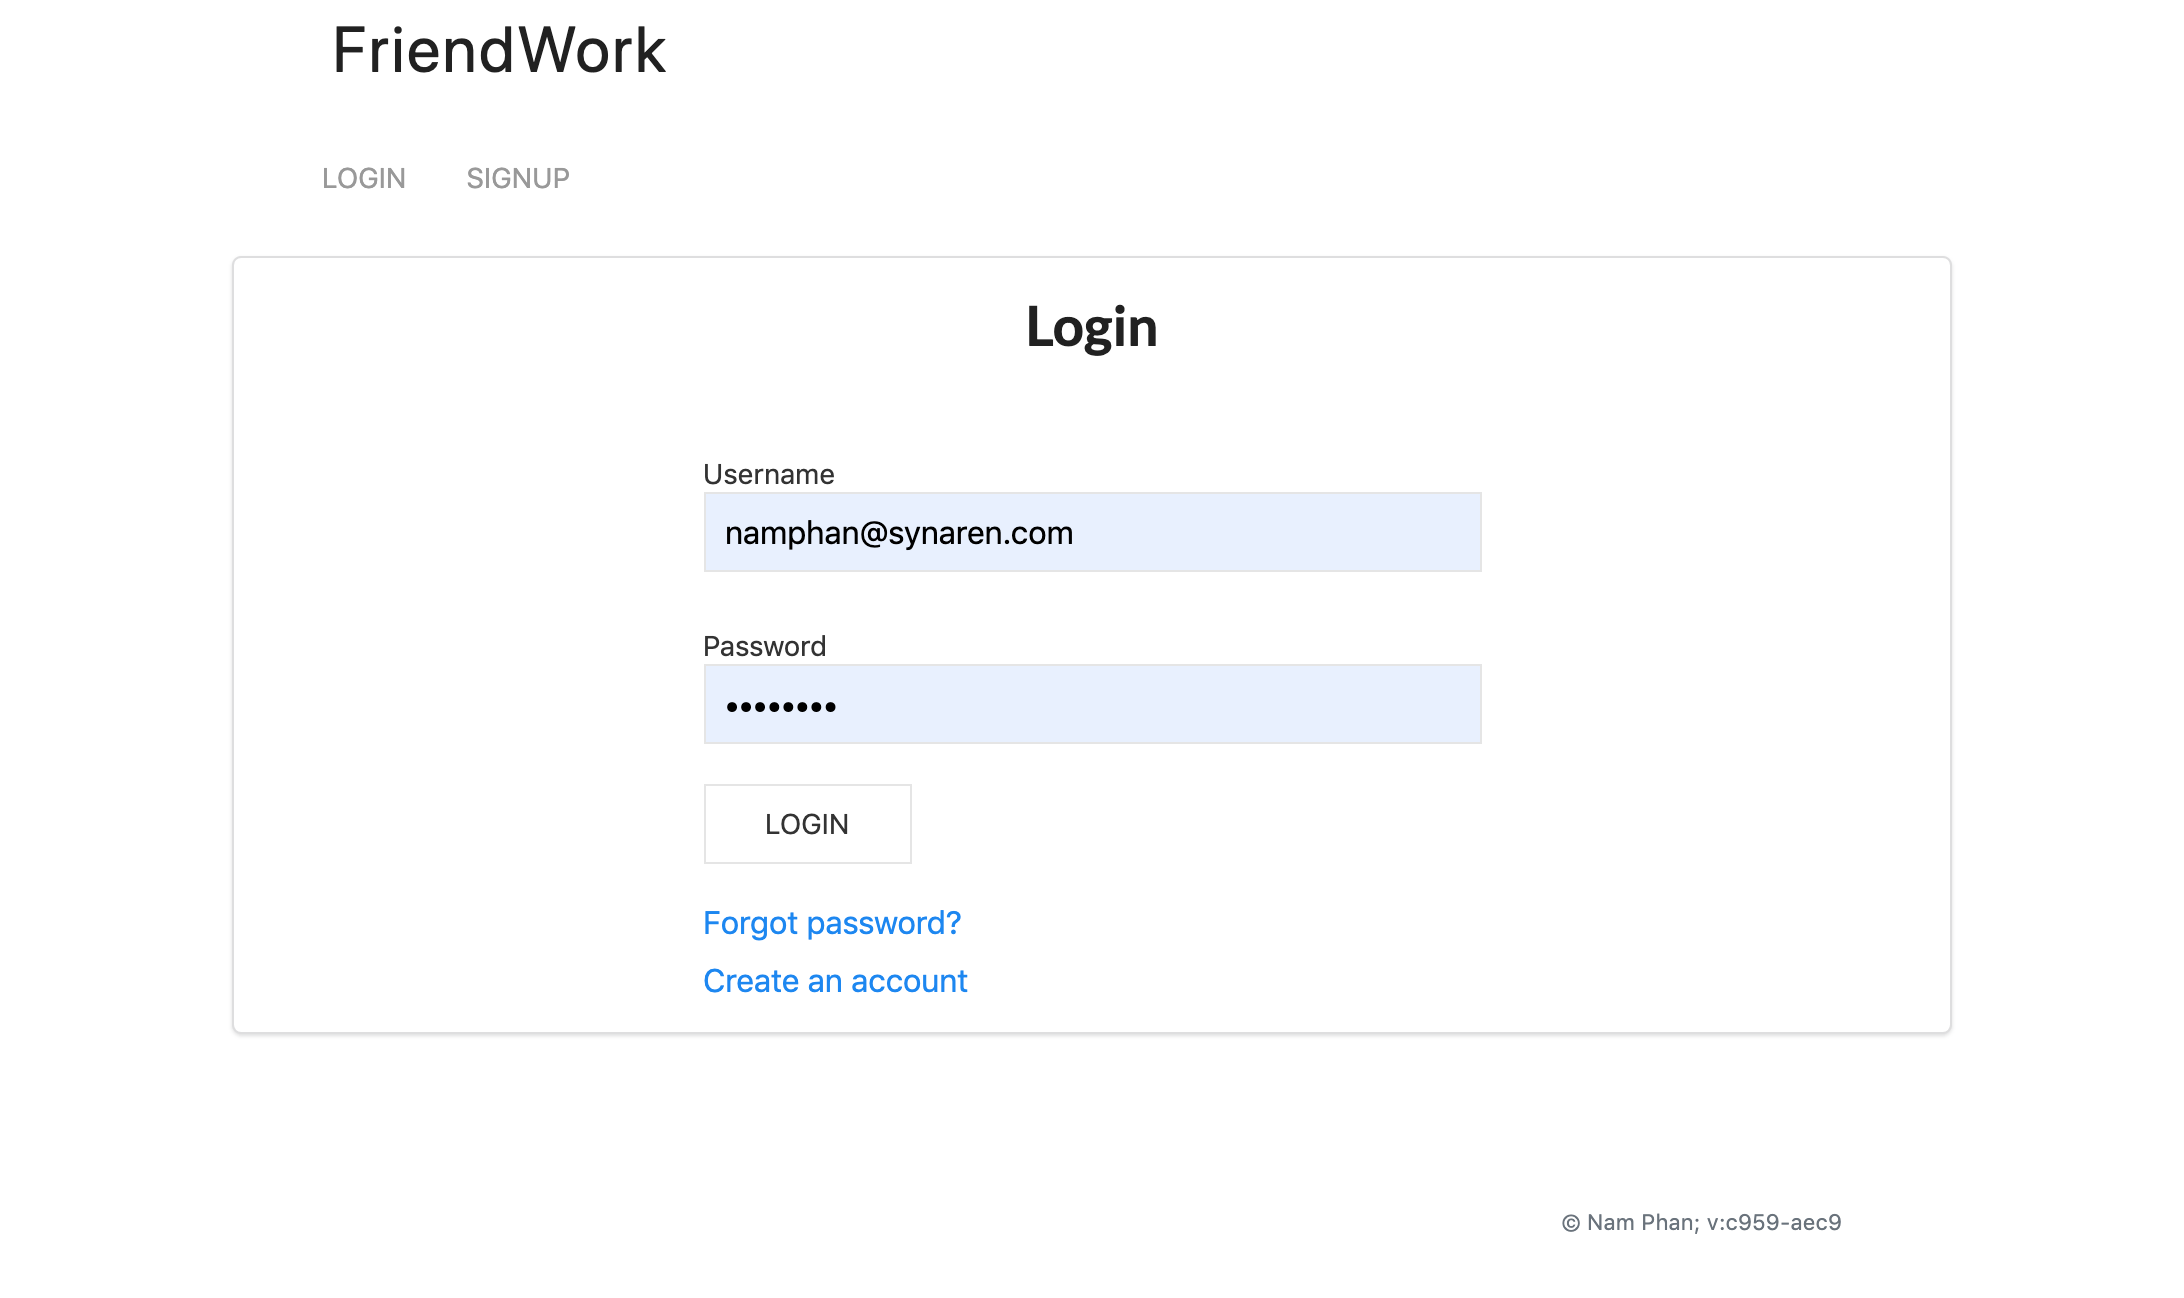 FriendWork
LOGIN SIGNUP
Login
Username
namphan@synaren.com
Password
••••••••
LOGIN
Forgot password?
Create an account
© Nam Phan; v:c959-aec9